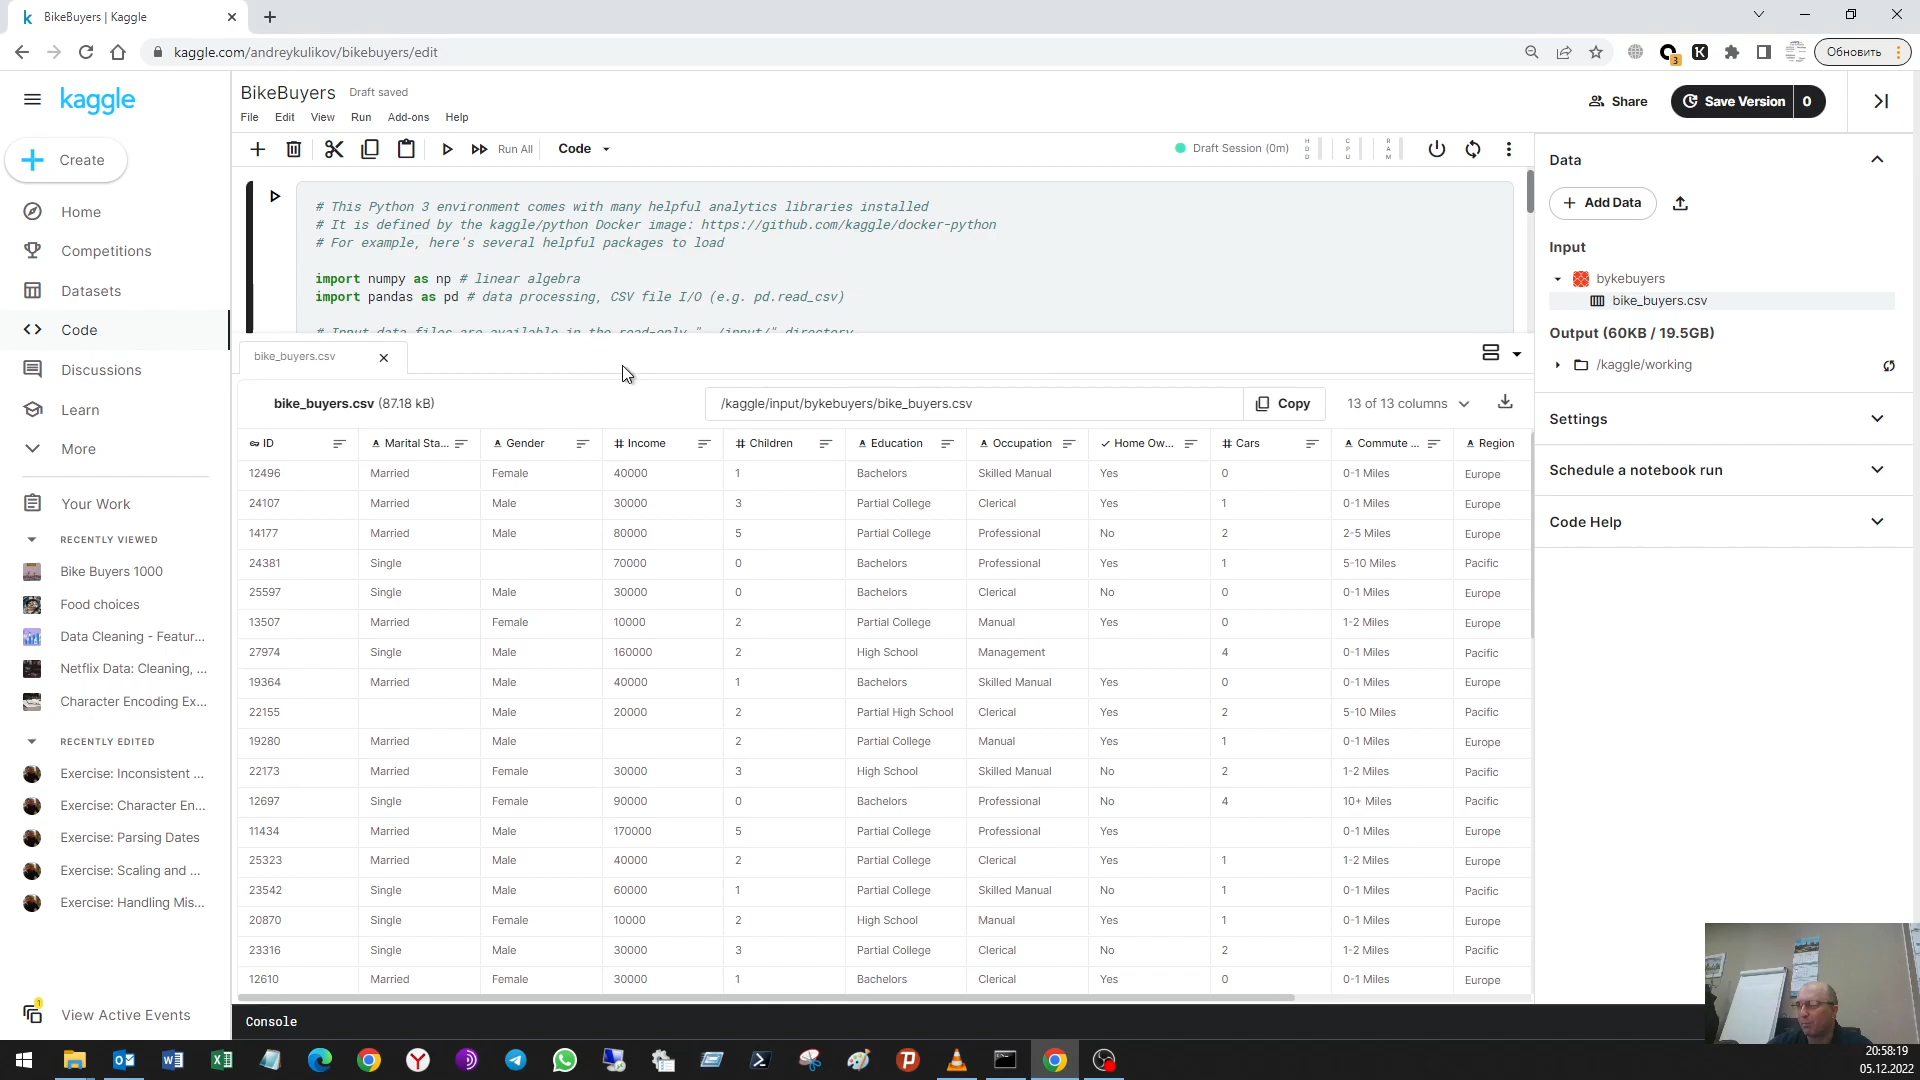 BikeBuyers | Kaggle
kaggle.com/andreykulikov/bikebuyers/edit
Обновить
3
kaggle
BikeBuyers
Draft saved
File Edit View Run Add-ons Help
Share
Save Version 0
Create
Run All
Code
Draft Session (0m)
HDD
CPU
RAM
Home
Competitions
Datasets
Code
Discussions
Learn
More
Your Work
RECENTLY VIEWED
Bike Buyers 1000
Food choices
Data Cleaning - Featur...
Netflix Data: Cleaning, ...
Character Encoding Ex...
RECENTLY EDITED
Exercise: Inconsistent ...
Exercise: Character En...
Exercise: Parsing Dates
Exercise: Scaling and ...
Exercise: Handling Mis...
1
View Active Events
# This Python 3 environment comes with many helpful analytics libraries installed
# It is defined by the kaggle/python Docker image: https://github.com/kaggle/docker-python
# For example, here's several helpful packages to load
import numpy as np # linear algebra
import pandas as pd # data processing, CSV file I/O (e.g. pd.read_csv)
# Input data files are available in the read-only "../input/" directory
bike_buyers.csv
bike_buyers.csv (87.18 kB)
/kaggle/input/bykebuyers/bike_buyers.csv
Copy
13 of 13 columns
ID Marital Sta... Gender # Income # Children Education Occupation Home Ow... # Cars Commute ... Region
12496 Married Female 40000 1 Bachelors Skilled Manual Yes 0 0-1 Miles Europe
24107 Married Male 30000 3 Partial College Clerical Yes 1 0-1 Miles Europe
14177 Married Male 80000 5 Partial College Professional No 2 2-5 Miles Europe
24381 Single 70000 0 Bachelors Professional Yes 1 5-10 Miles Pacific
25597 Single Male 30000 0 Bachelors Clerical No 0 0-1 Miles Europe
13507 Married Female 10000 2 Partial College Manual Yes 0 1-2 Miles Europe
27974 Single Male 160000 2 High School Management 4 0-1 Miles Pacific
19364 Married Male 40000 1 Bachelors Skilled Manual Yes 0 0-1 Miles Europe
22155 Male 20000 2 Partial High School Clerical Yes 2 5-10 Miles Pacific
19280 Married Male 2 Partial College Manual Yes 1 0-1 Miles Europe
22173 Married Female 30000 3 High School Skilled Manual No 2 1-2 Miles Pacific
12697 Single Female 90000 0 Bachelors Professional No 4 10+ Miles Pacific
11434 Married Male 170000 5 Partial College Professional Yes 0-1 Miles Europe
25323 Married Male 40000 2 Partial College Clerical Yes 1 1-2 Miles Europe
23542 Single Male 60000 1 Partial College Skilled Manual No 1 0-1 Miles Pacific
20870 Single Female 10000 2 High School Manual Yes 1 0-1 Miles Europe
23316 Single Male 30000 3 Partial College Clerical No 2 1-2 Miles Pacific
12610 Married Female 30000 1 Bachelors Clerical Yes 0 0-1 Miles Europe
Console
Data
Add Data
Input
bykebuyers
bike_buyers.csv
Output (60KB / 19.5GB)
/kaggle/working
Settings
Schedule a notebook run
Code Help
20:58:19
05.12.2022